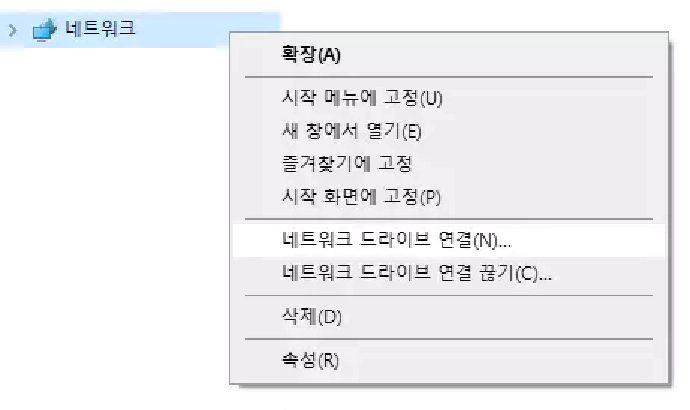 네트워크
확장(A)
시작 메뉴에 고정(U)
새 창에서 열기(E)
즐겨찾기에 고정
시작 화면에 고정(P)
네트워크 드라이브 연결(N)...
네트워크 드라이브 연결 끊기(C)...
삭제(D)
속성(R)